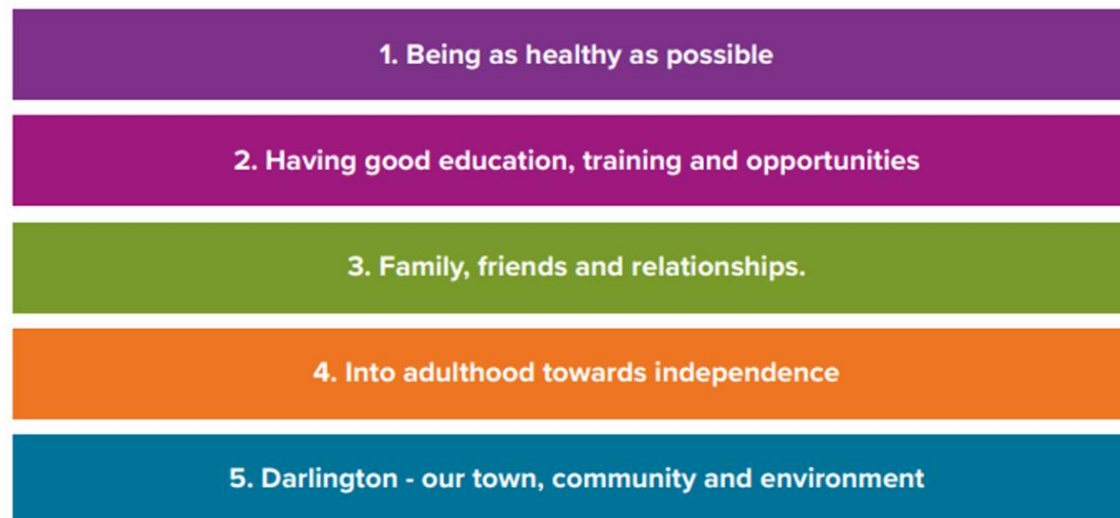 1. Being as healthy as possible
2. Having good education, training and opportunities
3. Family, friends and relationships.
4. Into adulthood towards independence
5. Darlington - our town, community and environment